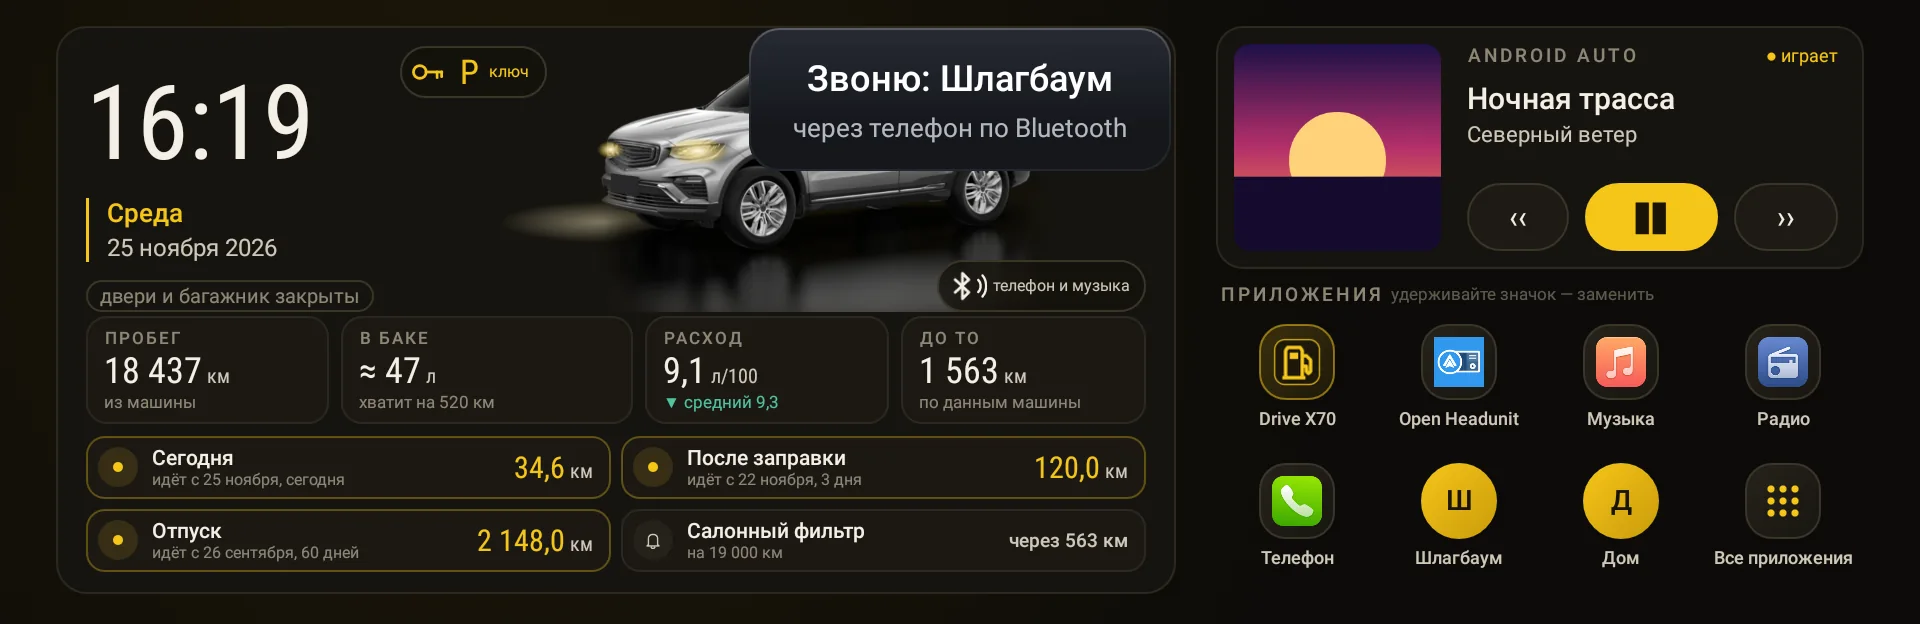 16:19
P ключ
Звоню: Шлагбаум
через телефон по Bluetooth
Среда
25 ноября 2026
двери и багажник закрыты
телефон и музыка
ПРОБЕГ
18 437 км
из машины
В БАКЕ
≈ 47 л
хватит на 520 км
РАСХОД
9,1 л/100
▼ средний 9,3
ДО ТО
1 563 км
по данным машины
Сегодня
идёт с 25 ноября, сегодня
34,6 км
После заправки
идёт с 22 ноября, 3 дня
120,0 км
Отпуск
идёт с 26 сентября, 60 дней
2 148,0 км
Салонный фильтр
на 19 000 км
через 563 км
ANDROID AUTO
играет
Ночная трасса
Северный ветер
ПРИЛОЖЕНИЯ удерживайте значок — заменить
Drive X70
Open Headunit
Музыка
Радио
Телефон
Ш
Шлагбаум
Д
Дом
Все приложения